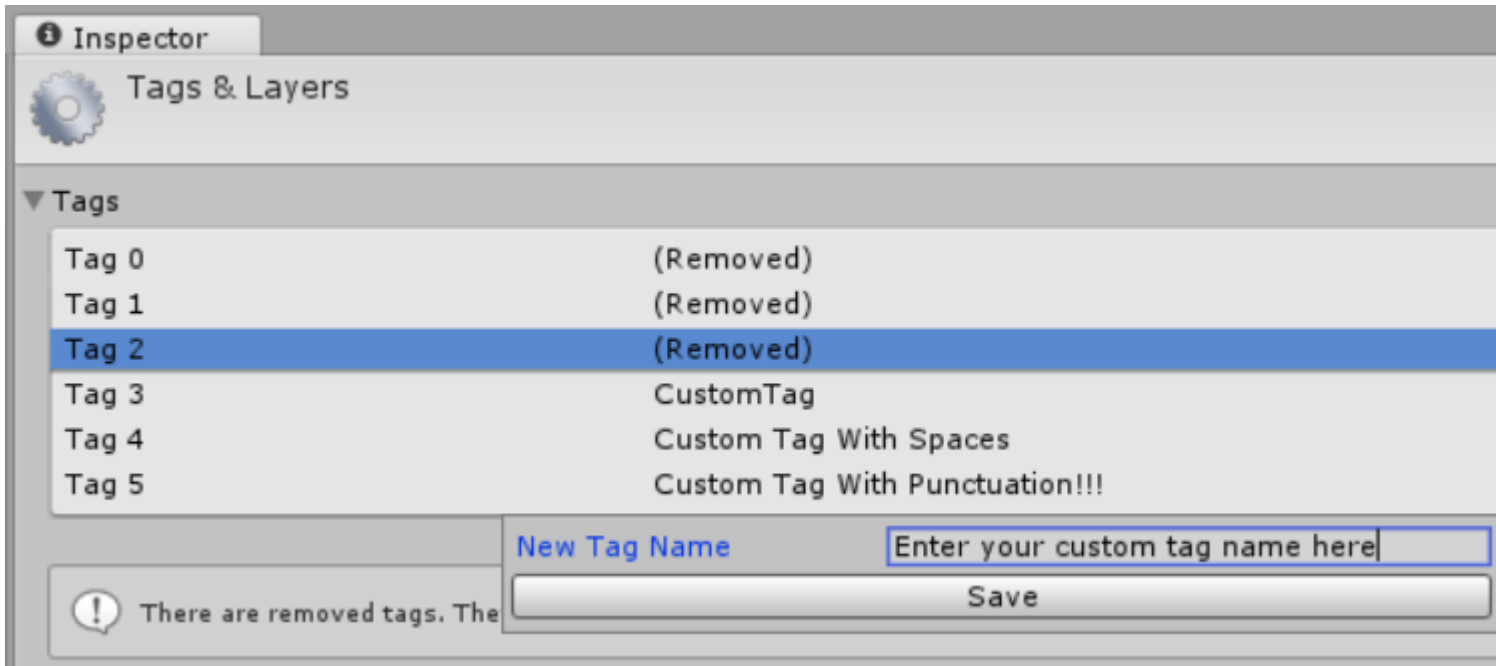 Inspector
Tags & Layers
Tags
Tag 0 (Removed)
Tag 1 (Removed)
Tag 2 (Removed)
Tag 3 CustomTag
Tag 4 Custom Tag With Spaces
Tag 5 Custom Tag With Punctuation!!!
New Tag Name Enter your custom tag name here
Save
There are removed tags. The